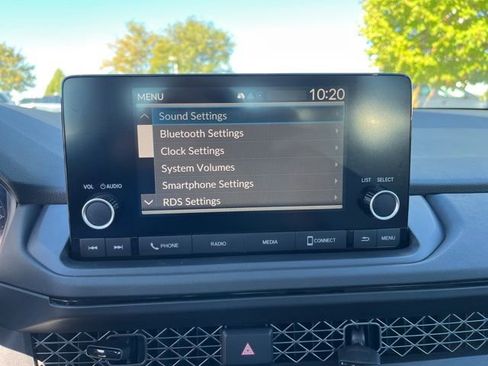 MENU 10:20
Sound Settings
Bluetooth Settings
Clock Settings
System Volumes
Smartphone Settings
RDS Settings
VOL AUDIO
LIST SELECT
PHONE RADIO MEDIA CONNECT MENU